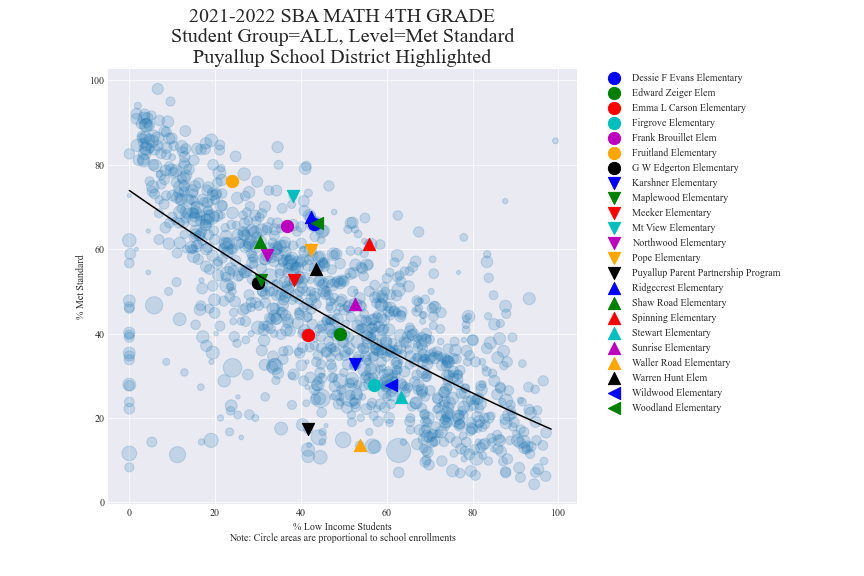 2021-2022 SBA MATH 4TH GRADE
Student Group=ALL, Level=Met Standard
Puyallup School District Highlighted
% Met Standard
100
80
60
40
20
0
0 20 40 60 80 100
% Low Income Students
Note: Circle areas are proportional to school enrollments
Dessie F Evans Elementary
Edward Zeiger Elem
Emma L Carson Elementary
Firgrove Elementary
Frank Brouillet Elem
Fruitland Elementary
G W Edgerton Elementary
Karshner Elementary
Maplewood Elementary
Meeker Elementary
Mt View Elementary
Northwood Elementary
Pope Elementary
Puyallup Parent Partnership Program
Ridgecrest Elementary
Shaw Road Elementary
Spinning Elementary
Stewart Elementary
Sunrise Elementary
Waller Road Elementary
Warren Hunt Elem
Wildwood Elementary
Woodland Elementary